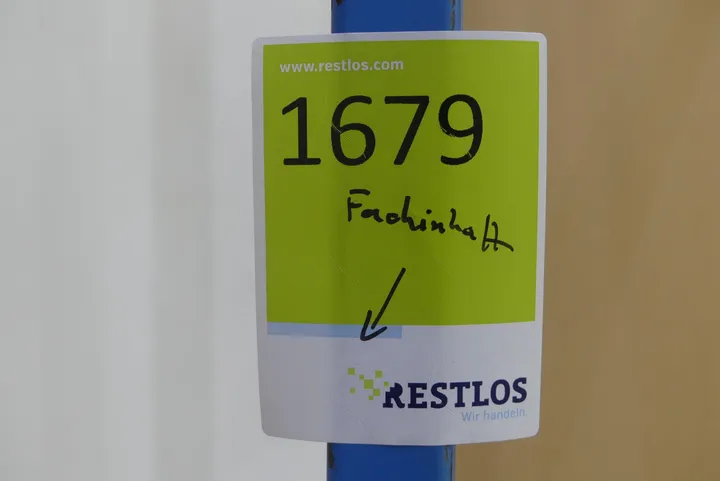 www.restlos.com
1679
Fachinhalt
RESTLOS
Wir handeln.